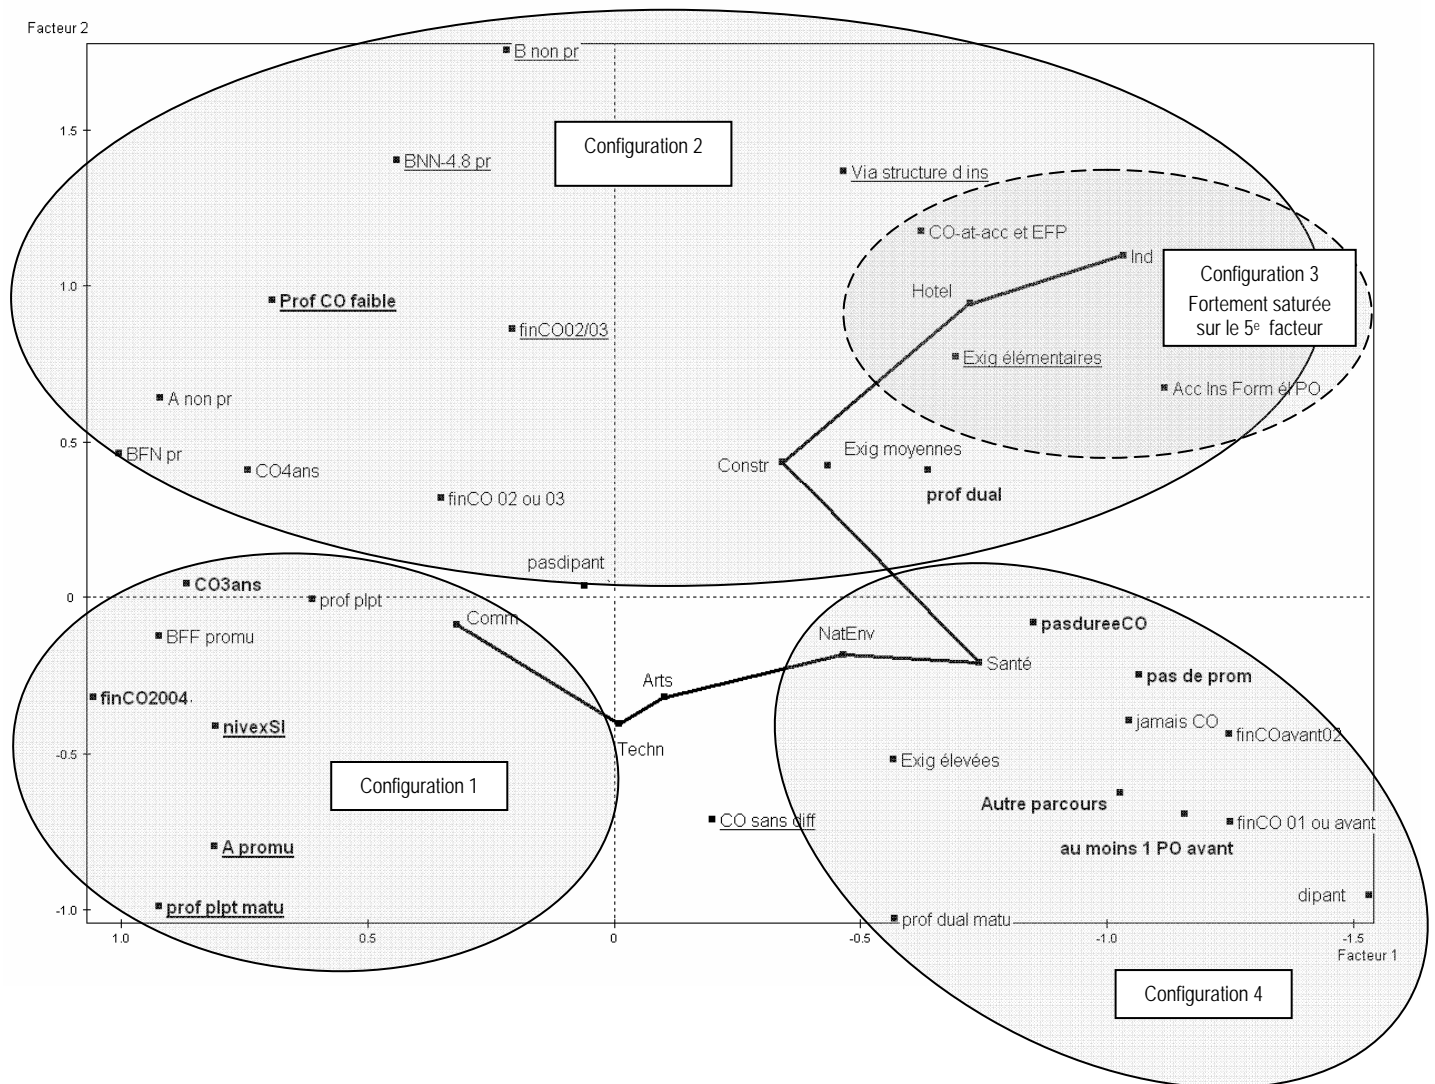 Facteur 2
B non pr
1.5
Configuration 2
BNN-4.8 pr
Via structure d ins
CO-at-acc et EFP
Ind
Configuration 3
Fortement saturée
sur le 5e facteur
1.0
Hotel
Prof CO faible
finCO02/03
Exig élémentaires
A non pr
Acc Ins Form él PO
0.5
BFN pr
CO4ans
Constr
Exig moyennes
finCO 02 ou 03
prof dual
pasdipant
0
CO3ans
prof plpt
Comm
BFF promu
NatEnv
pasdureeCO
Santé
pas de prom
Arts
finCO2004
jamais CO
finCOavant02
nivexSI
Techn
-0.5
Exig élevées
Configuration 1
Autre parcours
CO sans diff
finCO 01 ou avant
A promu
au moins 1 PO avant
dipant
-1.0
prof plpt matu
prof dual matu
1.0
0.5
0
-0.5
-1.0
-1.5
Facteur 1
Configuration 4